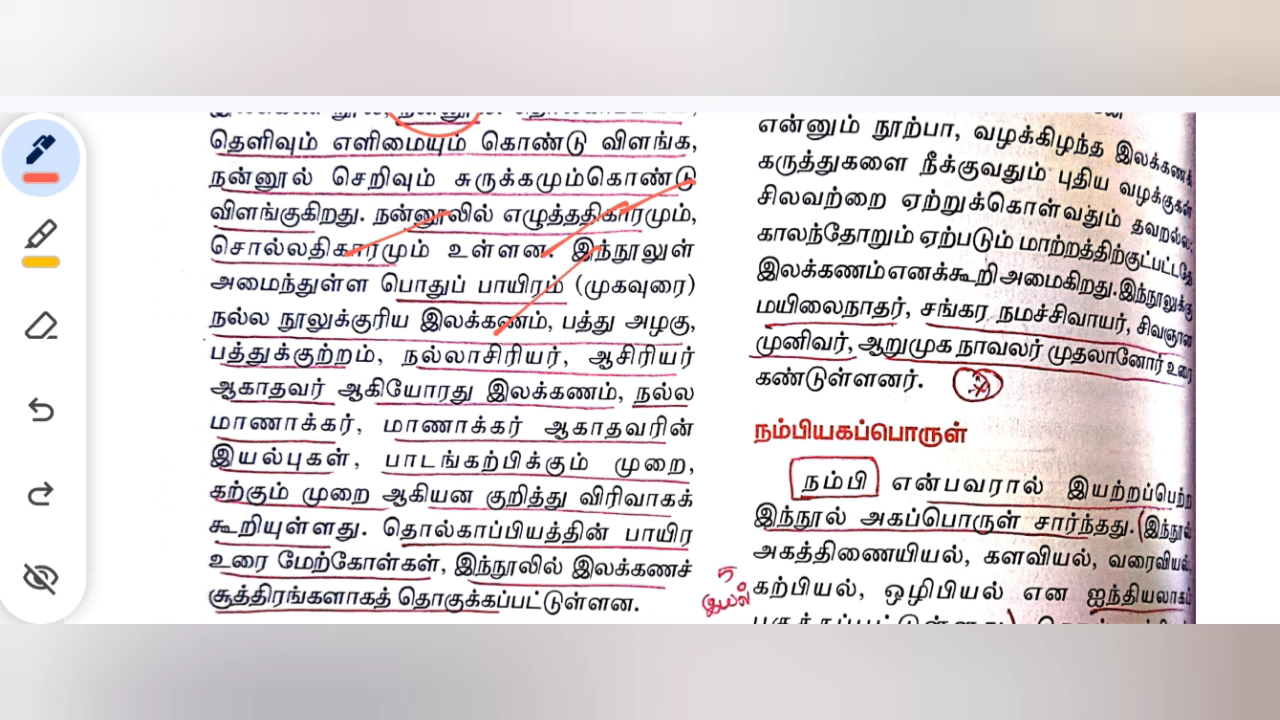 தெளிவும் எளிமையும் கொண்டு விளங்க,
நன்னூல் செறிவும் சுருக்கமும்கொண்டு
விளங்குகிறது. நன்னூலில் எழுத்ததிகாரமும்,
சொல்லதிகாரமும் உள்ளன. இந்நூலுள்
அமைந்துள்ள பொதுப் பாயிரம் (முகவுரை)
நல்ல நூலுக்குரிய இலக்கணம், பத்து அழகு,
பத்துக்குற்றம், நல்லாசிரியர், ஆசிரியர்
ஆகாதவர் ஆகியோரது இலக்கணம், நல்ல
மாணாக்கர், மாணாக்கர் ஆகாதவரின்
இயல்புகள், பாடங்கற்பிக்கும் முறை,
கற்கும் முறை ஆகியன குறித்து விரிவாகக்
கூறியுள்ளது. தொல்காப்பியத்தின் பாயிர
உரை மேற்கோள்கள், இந்நூலில் இலக்கணச்
சூத்திரங்களாகத் தொகுக்கப்பட்டுள்ளன.
என்னும் நூற்பா, வழக்கிழந்த இலக்கணக்
கருத்துகளை நீக்குவதும் புதிய வழக்குகள்
சிலவற்றை ஏற்றுக்கொள்வதும் தவறல்ல;
காலந்தோறும் ஏற்படும் மாற்றத்திற்குட்பட்டதே
இலக்கணம் எனக்கூறி அமைகிறது. இந்நூலுக்கு
மயிலைநாதர், சங்கர நமச்சிவாயர், சிவஞான
முனிவர், ஆறுமுக நாவலர் முதலானோர் உரை
கண்டுள்ளனர்.
நம்பியகப்பொருள்
நம்பி என்பவரால் இயற்றப்பெற்ற
இந்நூல் அகப்பொருள் சார்ந்தது. (இந்நூல்
அகத்திணையியல், களவியல், வரைவியல்,
கற்பியல், ஒழிபியல் என ஐந்தியலாகப்
5
இயல்